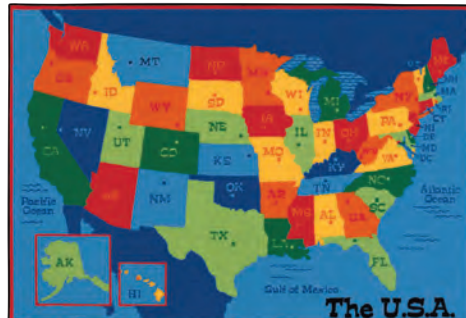 WA
MT
ND
MN
OR
ID
SD
WI
MI
WY
NY
VT
NH
MA
CT
RI
NJ
DE
MD
DC
IA
NE
PA
NV
UT
CO
IL
IN
OH
CA
KS
MO
KY
WV
VA
OK
TN
NC
NM
AR
SC
MS
AL
GA
TX
LA
FL
AK
HI
Pacific
Ocean
Atlantic
Ocean
Gulf of Mexico
The U.S.A.